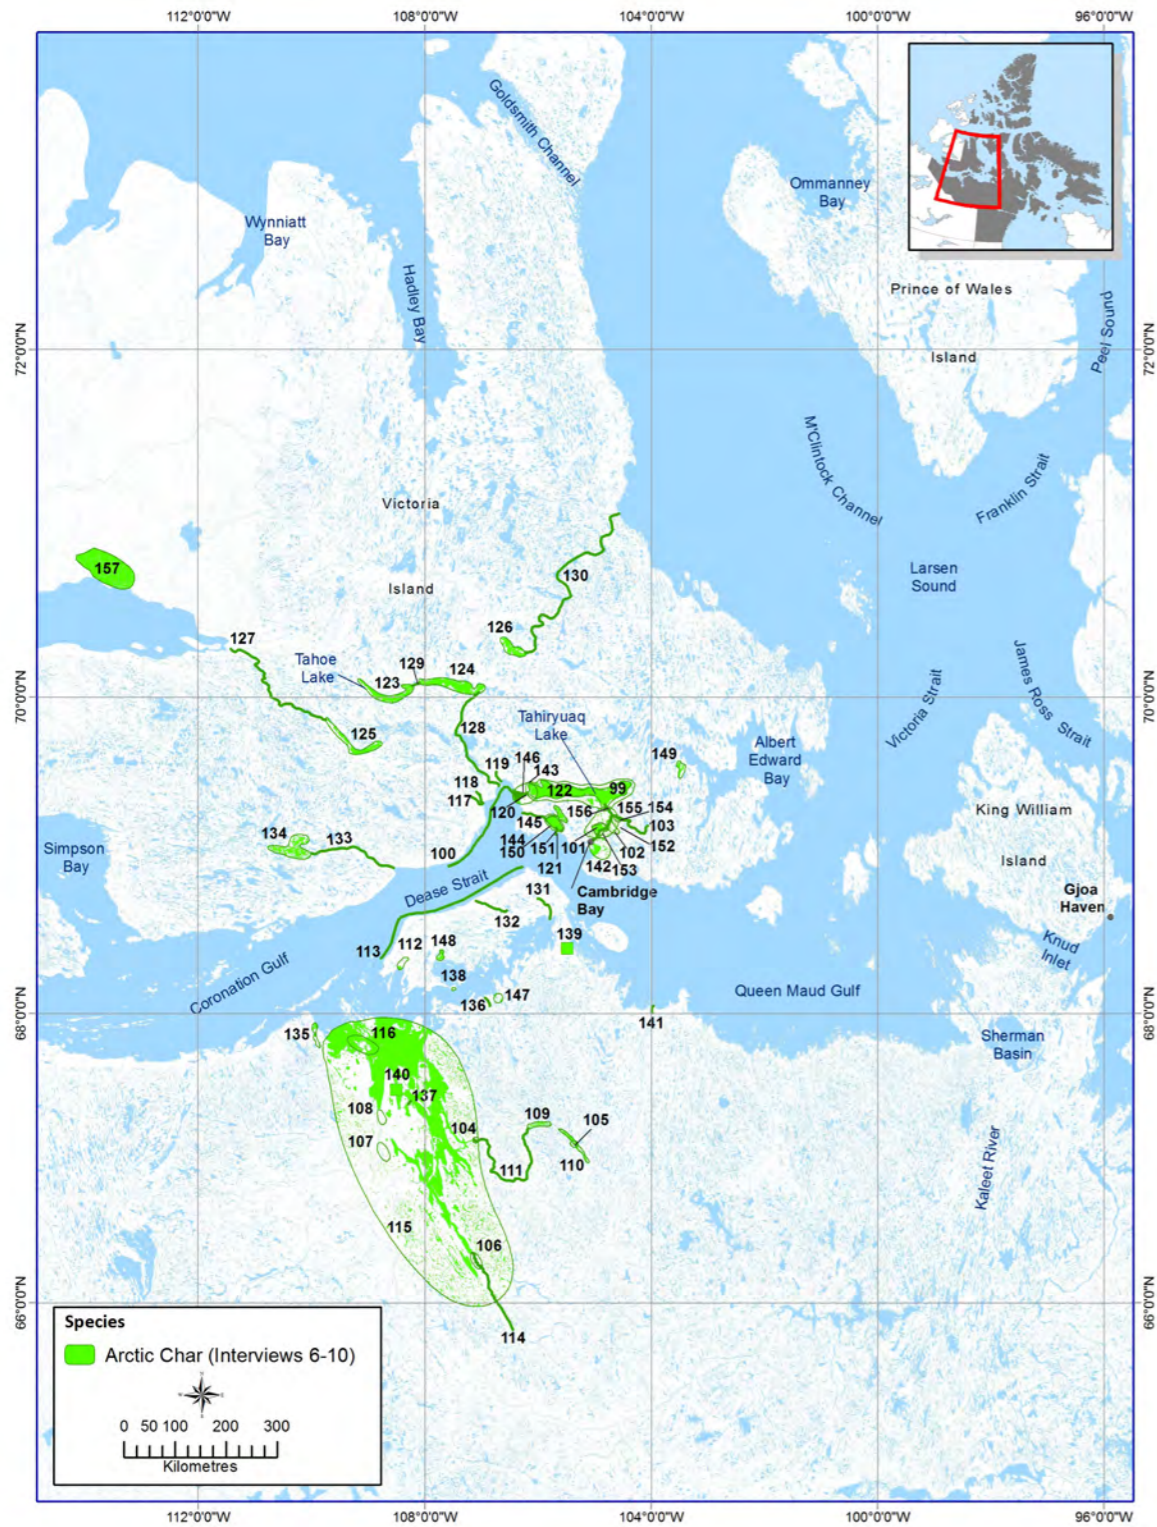 112°0'0"W
108°0'0"W
104°0'0"W
100°0'0"W
96°0'0"W
Goldsmith Channel
Ommanney
Bay
Wynniatt
Bay
Hadley Bay
Prince of Wales
Island
Peel Sound
72°0'0"N
72°0'0"N
M'Clintock Channel
Franklin Strait
Victoria
Island
Larsen
Sound
157
130
126
127
Tahoe
Lake
129
124
123
James Ross Strait
Victoria Strait
70°0'0"N
70°0'0"N
Tahiryuaq
Lake
128
125
Albert
Edward
Bay
149
146
143
119
118
117
122
99
120
156
155
154
145
103
144
150
151
101
102
152
121
142
153
King William
Island
134
133
100
Simpson
Bay
Dease Strait
Cambridge
Bay
Gjoa
Haven
131
132
139
113
112
148
138
147
136
Knud
Inlet
Coronation Gulf
Queen Maud Gulf
141
68°0'0"N
68°0'0"N
135
116
Sherman
Basin
140
137
108
107
104
109
105
111
110
Kaleet River
115
106
114
66°0'0"N
66°0'0"N
Species
Arctic Char (Interviews 6-10)
N
0 50 100 200 300
Kilometres
112°0'0"W
108°0'0"W
104°0'0"W
100°0'0"W
96°0'0"W